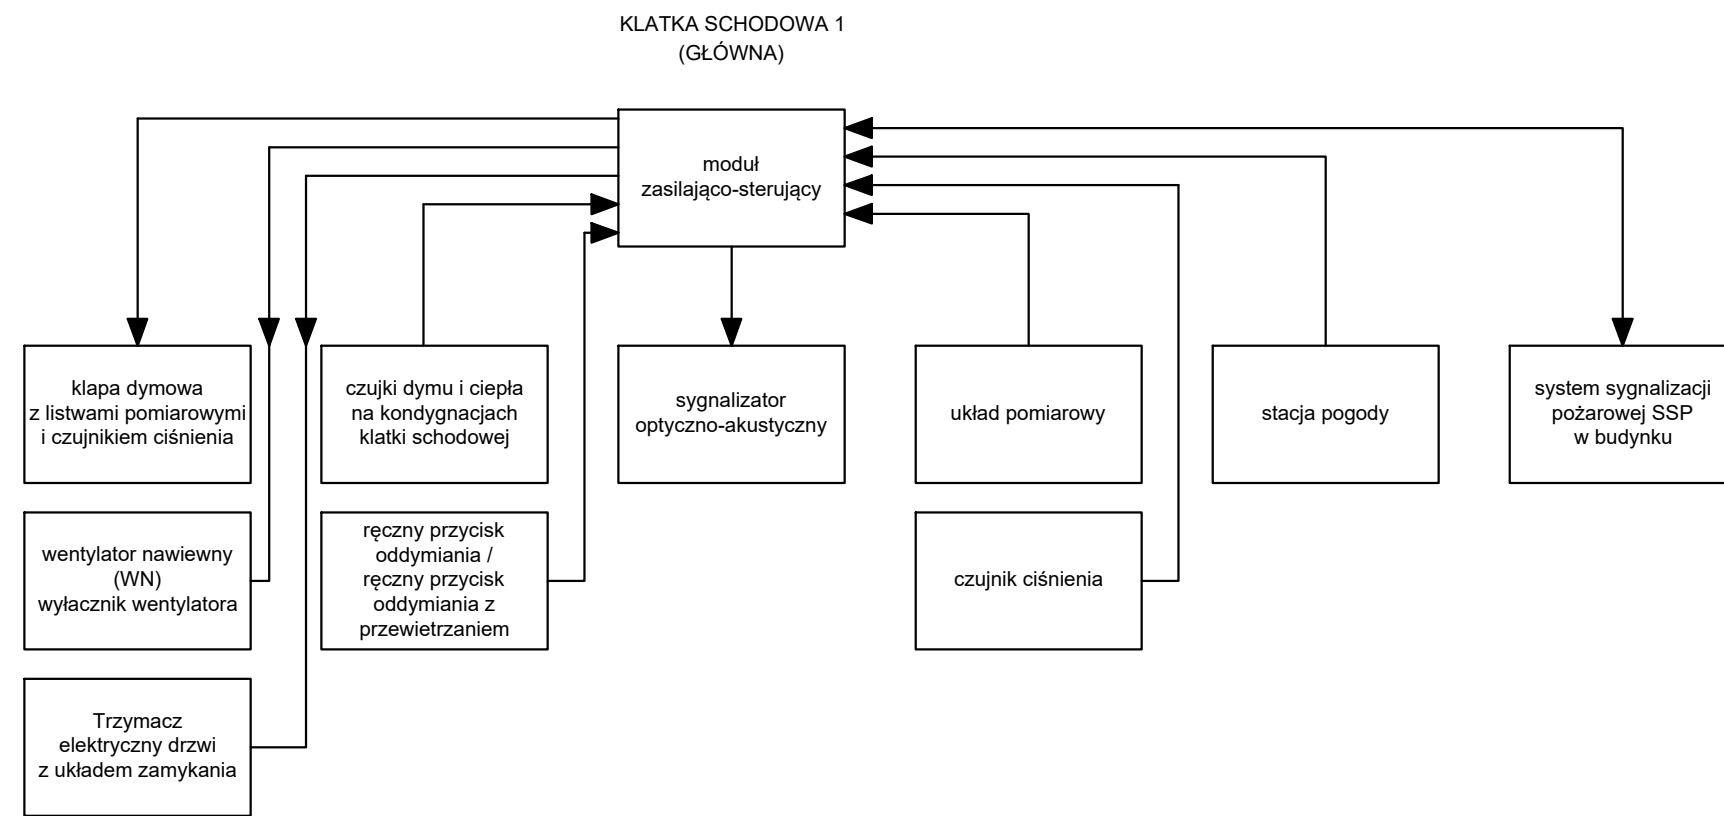 KLATKA SCHODOWA 1
(GŁÓWNA)
moduł
zasilająco-sterujący
klapa dymowa
z listwami pomiarowymi
i czujnikiem ciśnienia
czujki dymu i ciepła
na kondygnacjach
klatki schodowej
sygnalizator
optyczno-akustyczny
układ pomiarowy
stacja pogody
system sygnalizacji
pożarowej SSP
w budynku
wentylator nawiewny
(WN)
wyłacznik wentylatora
ręczny przycisk
oddymiania /
ręczny przycisk
oddymiania z
przewietrzaniem
czujnik ciśnienia
Trzymacz
elektryczny drzwi
z układem zamykania